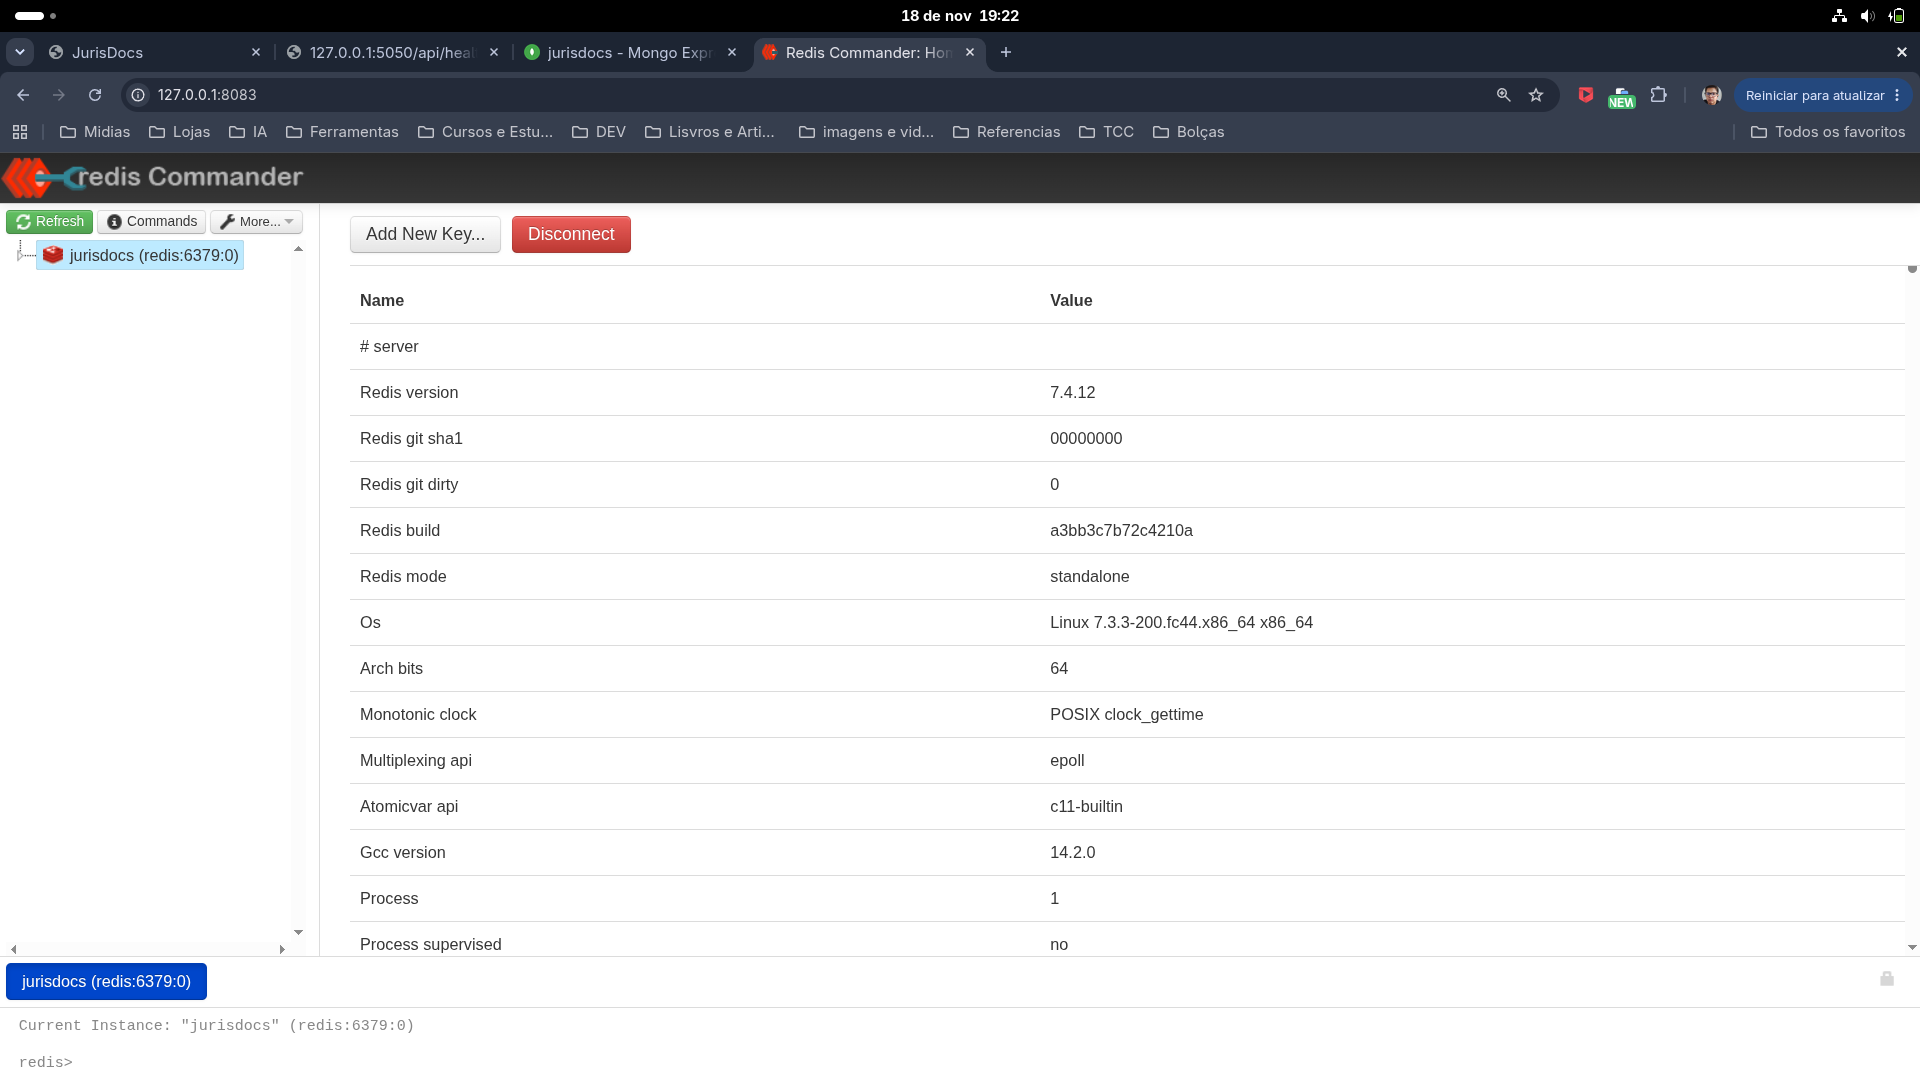 18 de nov 19:22
JurisDocs
127.0.0.1:5050/api/heal
jurisdocs - Mongo Expr
Redis Commander: Hom
127.0.0.1:8083
NEW
Reiniciar para atualizar
Midias
Lojas
IA
Ferramentas
Cursos e Estu...
DEV
Lisvros e Arti...
imagens e vid...
Referencias
TCC
Bolças
Todos os favoritos
redis Commander
Refresh
Commands
More...
jurisdocs (redis:6379:0)
Add New Key...
Disconnect
Name Value
# server
Redis version 7.4.12
Redis git sha1 00000000
Redis git dirty 0
Redis build a3bb3c7b72c4210a
Redis mode standalone
Os Linux 7.3.3-200.fc44.x86_64 x86_64
Arch bits 64
Monotonic clock POSIX clock_gettime
Multiplexing api epoll
Atomicvar api c11-builtin
Gcc version 14.2.0
Process 1
Process supervised no
jurisdocs (redis:6379:0)
Current Instance: "jurisdocs" (redis:6379:0)
redis>